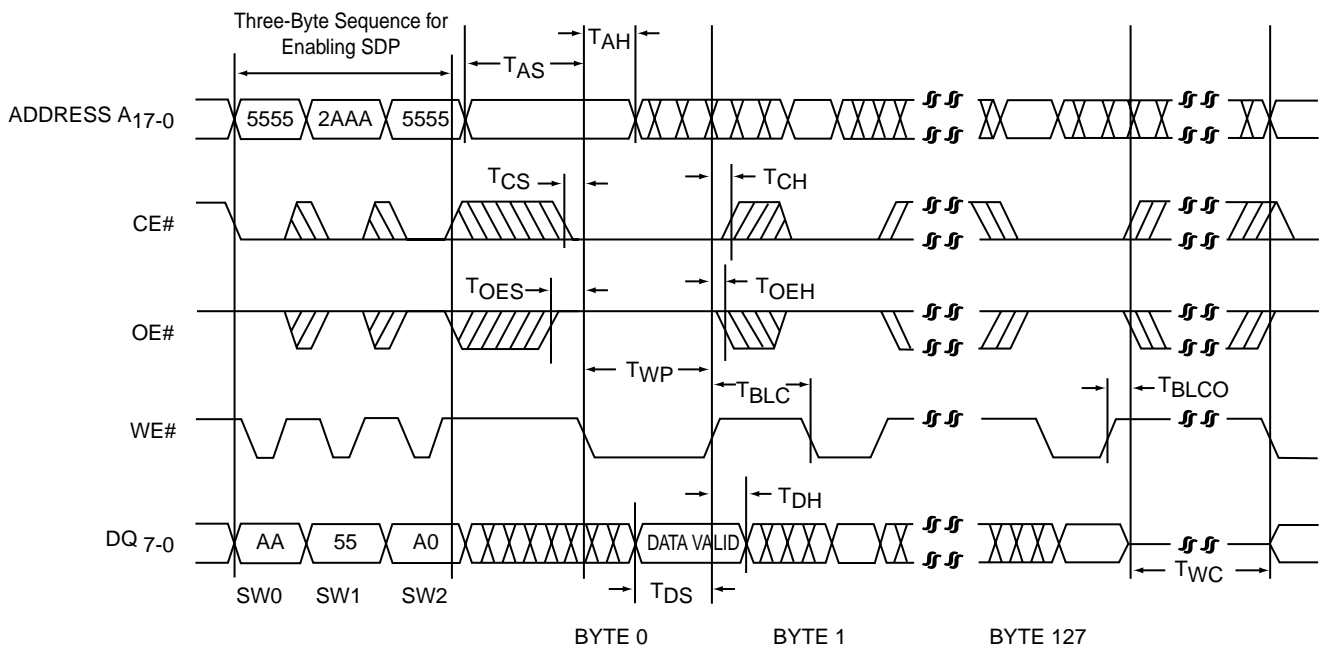 Three-Byte Sequence for
Enabling SDP
TAH
TAS
ADDRESS A17-0
5555 2AAA 5555
TCS TCH
CE#
TOES TOEH
OE#
TWP
TBLC TBLCO
WE#
TDH
DQ 7-0
AA 55 A0 DATA VALID
TWC
SW0 SW1 SW2 TDS
BYTE 0 BYTE 1 BYTE 127